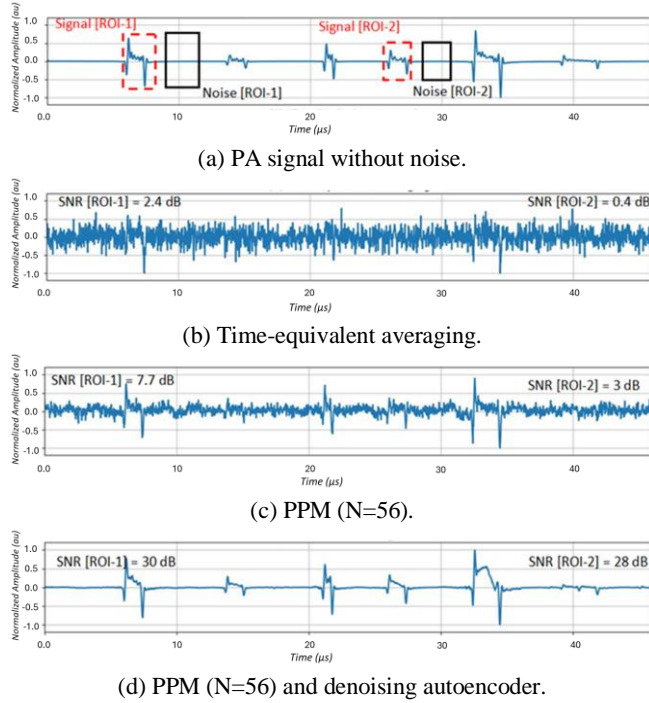 Signal [ROI-1]
Signal [ROI-2]
Normalized Amplitude (au)
1.0
0.5
0.0
-0.5
-1.0
Noise [ROI-1]
Noise [ROI-2]
0.0 10 20 30 40
Time (µs)
(a) PA signal without noise.
SNR [ROI-1] = 2.4 dB
SNR [ROI-2] = 0.4 dB
Normalized Amplitude (au)
1.0
0.5
0.0
-0.5
-1.0
0.0 10 20 30 40
Time (µs)
(b) Time-equivalent averaging.
SNR [ROI-1] = 7.7 dB
SNR [ROI-2] = 3 dB
Normalized Amplitude (au)
1.0
0.5
0.0
-0.5
-1.0
0.0 10 20 30 40
Time (µs)
(c) PPM (N=56).
SNR [ROI-1] = 30 dB
SNR [ROI-2] = 28 dB
Normalized Amplitude (au)
1.0
0.5
0.0
-0.5
-1.0
0.0 10 20 30 40
Time (µs)
(d) PPM (N=56) and denoising autoencoder.